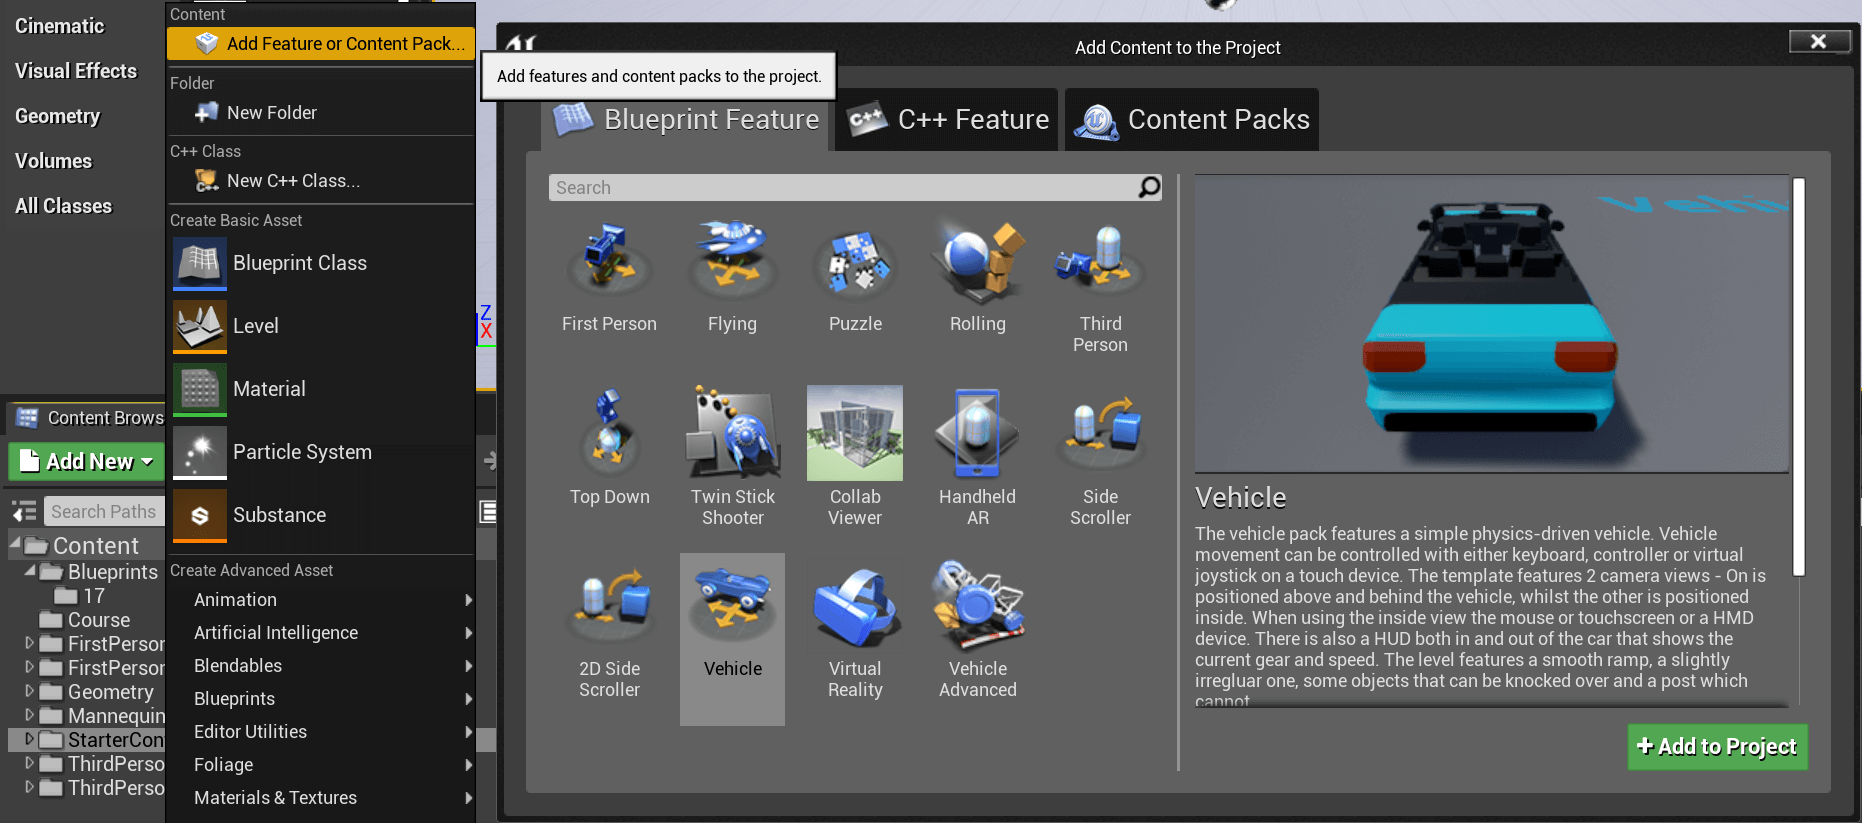 Cinematic
Visual Effects
Geometry
Volumes
All Classes
Content Brows
Add New
Search Paths
Content
Blueprints
17
Course
FirstPerson
FirstPerson
Geometry
Mannequin
StarterCon
ThirdPerso
ThirdPerso
Content
Add Feature or Content Pack...
Folder
New Folder
C++ Class
New C++ Class...
Create Basic Asset
Blueprint Class
Level
Material
Particle System
Substance
Create Advanced Asset
Animation
Artificial Intelligence
Blendables
Blueprints
Editor Utilities
Foliage
Materials & Textures
Z
X
Add features and content packs to the project.
Add Content to the Project
Blueprint Feature
C++
C++ Feature
Content Packs
Search
First Person
Flying
Puzzle
Rolling
Third
Person
Top Down
Twin Stick
Shooter
Collab
Viewer
Handheld
AR
Side
Scroller
2D Side
Scroller
Vehicle
Virtual
Reality
Vehicle
Advanced
Vehicle
The vehicle pack features a simple physics-driven vehicle. Vehicle
movement can be controlled with either keyboard, controller or virtual
joystick on a touch device. The template features 2 camera views - On is
positioned above and behind the vehicle, whilst the other is positioned
inside. When using the inside view the mouse or touchscreen or a HMD
device. There is also a HUD both in and out of the car that shows the
current gear and speed. The level features a smooth ramp, a slightly
irregluar one, some objects that can be knocked over and a post which
cannot
+ Add to Project